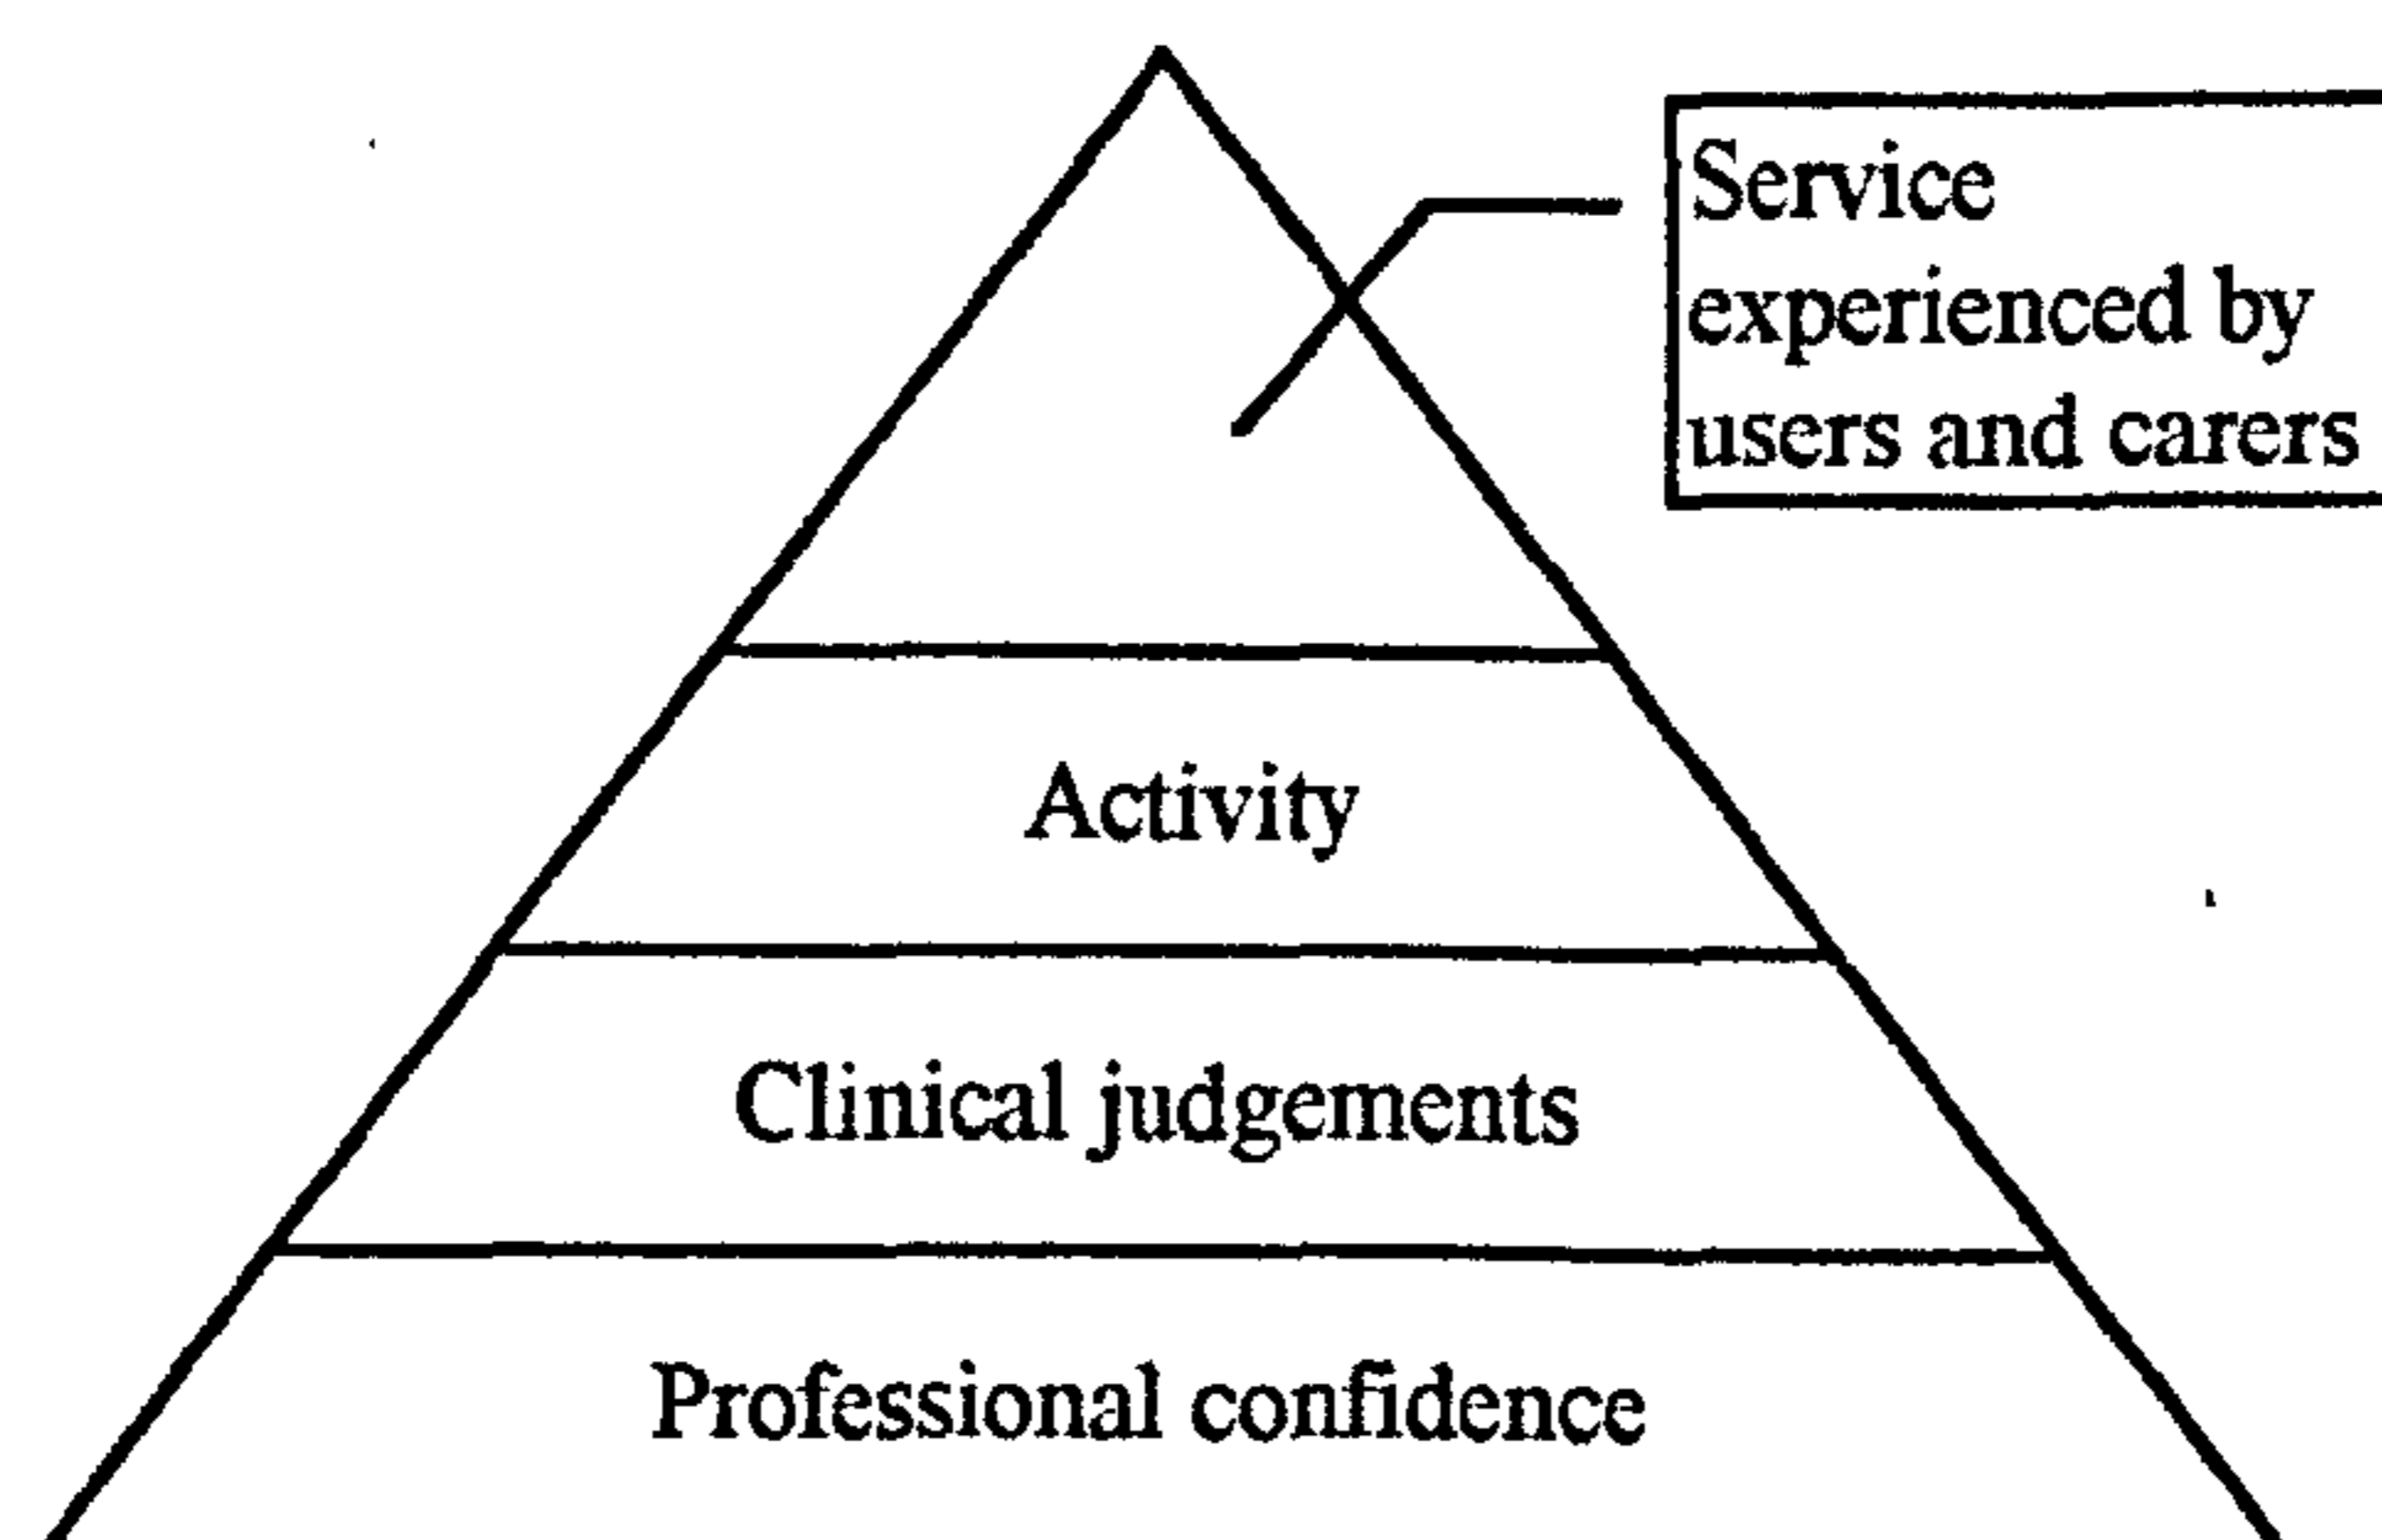 Service
experienced by
users and carers
Activity
Clinical judgements
Professional confidence